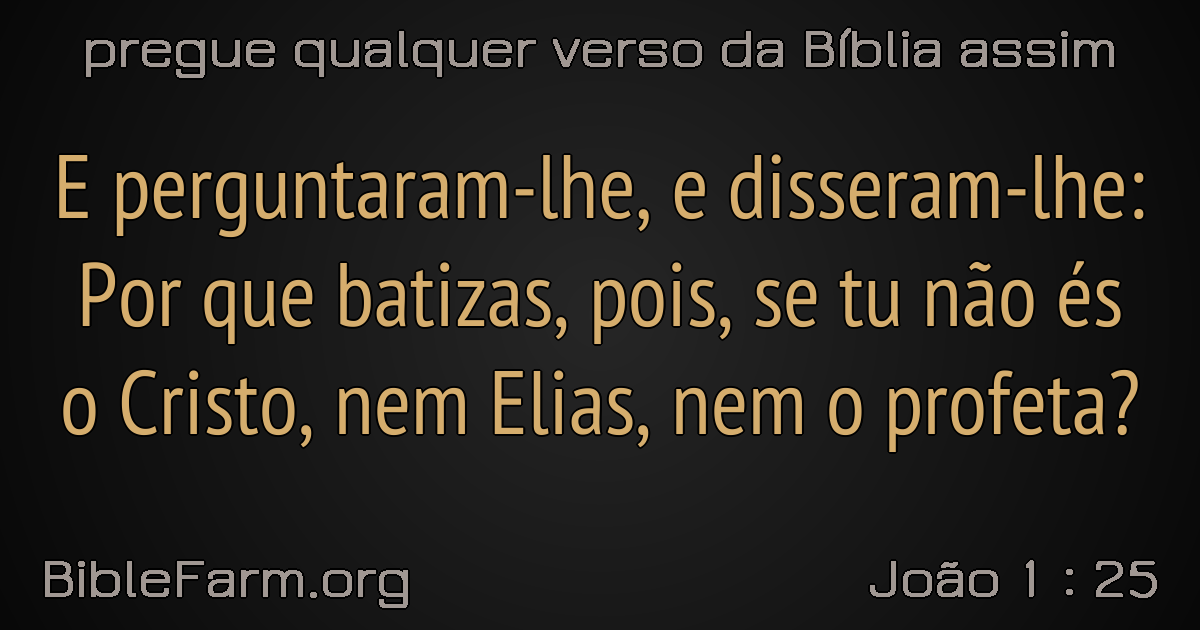 pregue qualquer verso da Bíblia assim
E perguntaram-lhe, e disseram-lhe:
Por que batizas, pois, se tu não és
o Cristo, nem Elias, nem o profeta?
BibleFarm.org
João 1 : 25